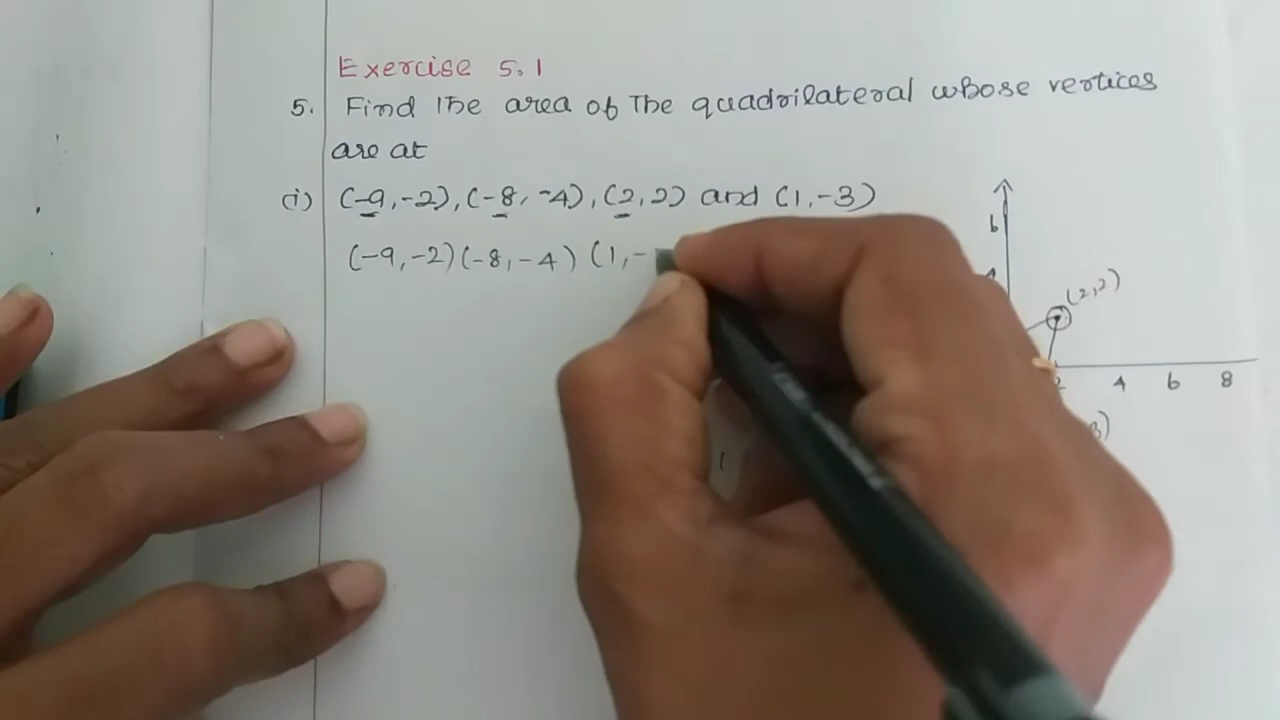 Exercise 5.1
5. Find the area of the quadrilateral whose vertices
are at
(i) (-9,-2), (-8,-4), (2,2) and (1,-3)
(-9,-2) (-8,-4) (1,-
6
(2,2)
4 6 8